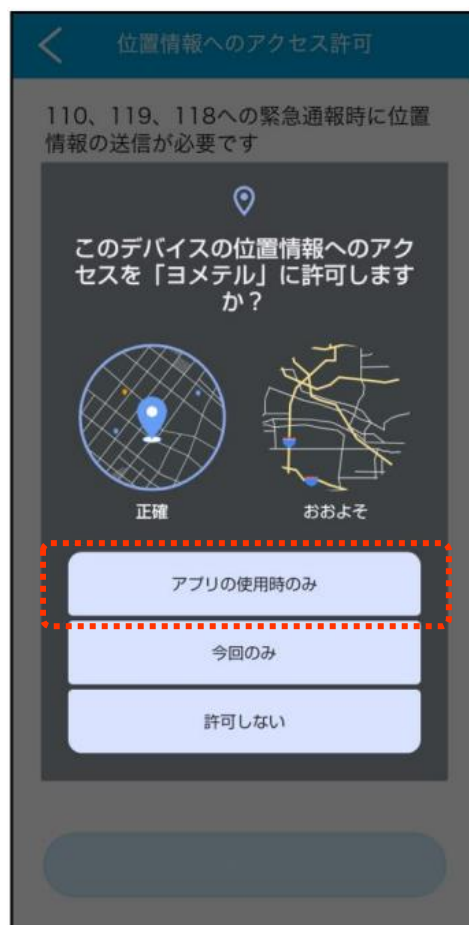 位置情報へのアクセス許可
110、119、118への緊急通報時に位置
情報の送信が必要です
このデバイスの位置情報へのアク
セスを「ヨメテル」に許可します
か？
正確
おおよそ
アプリの使用時のみ
今回のみ
許可しない